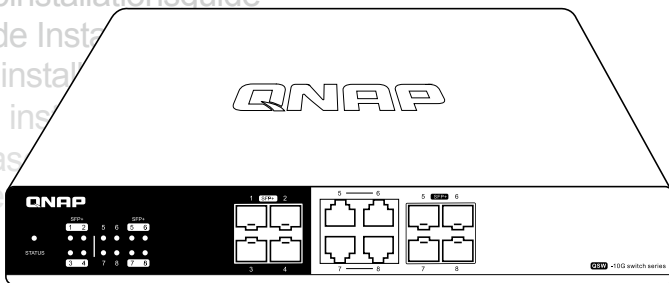 installationsguide
de Insta
install
ins
as
QNAP
QNAP
1 SFP+ 2
5 6
5 SFP+ 6
SFP+ SFP+
1 2 5 6 5 6
STATUS
3 4 7 8 7 8
3 4
7 8
7 8
QSW -10G switch series